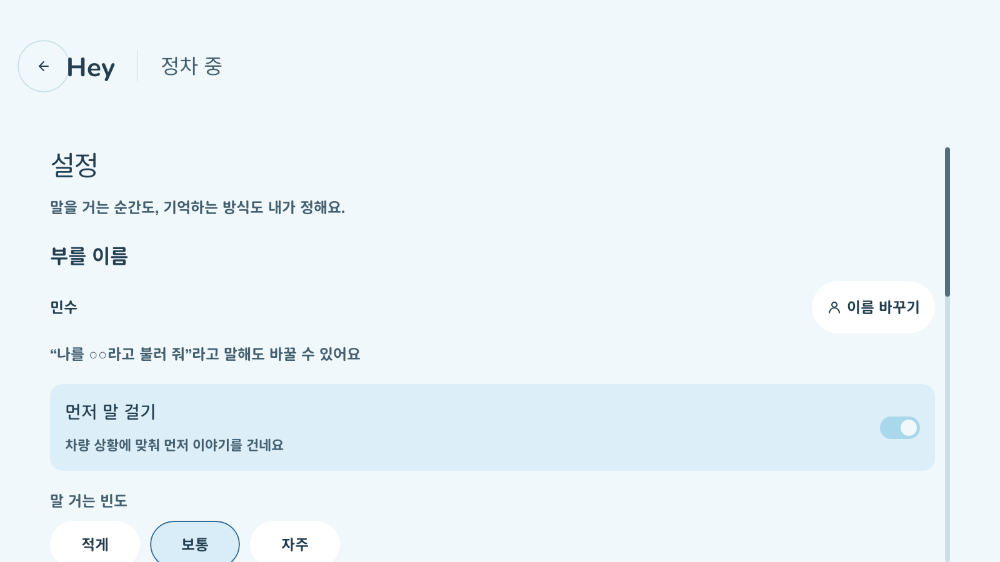 Hey
정차 중
설정
말을 거는 순간도, 기억하는 방식도 내가 정해요.
부를 이름
민수
이름 바꾸기
“나를 ○○라고 불러 줘”라고 말해도 바꿀 수 있어요
먼저 말 걸기
차량 상황에 맞춰 먼저 이야기를 건네요
말 거는 빈도
적게
보통
자주